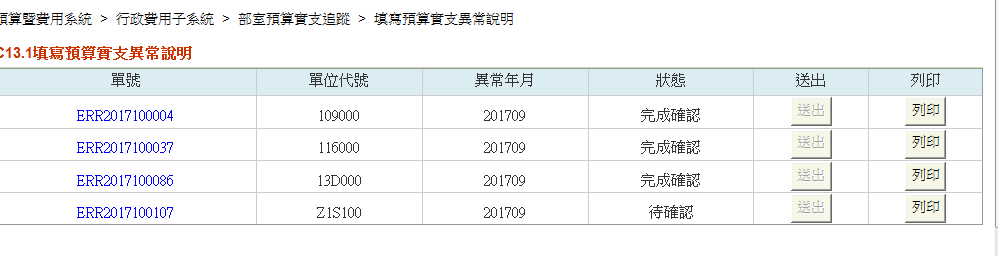 預算暨費用系統 > 行政費用子系統 > 部室預算實支追蹤 > 填寫預算實支異常說明
C13.1填寫預算實支異常說明
單號 單位代號 異常年月 狀態 送出 列印
ERR2017100004 109000 201709 完成確認 送出 列印
ERR2017100037 116000 201709 完成確認 送出 列印
ERR2017100086 13D000 201709 完成確認 送出 列印
ERR2017100107 Z1S100 201709 待確認 送出 列印